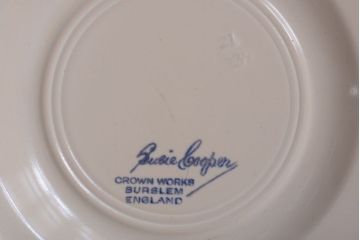 Susie Cooper
CROWN WORKS
BURSLEM
ENGLAND